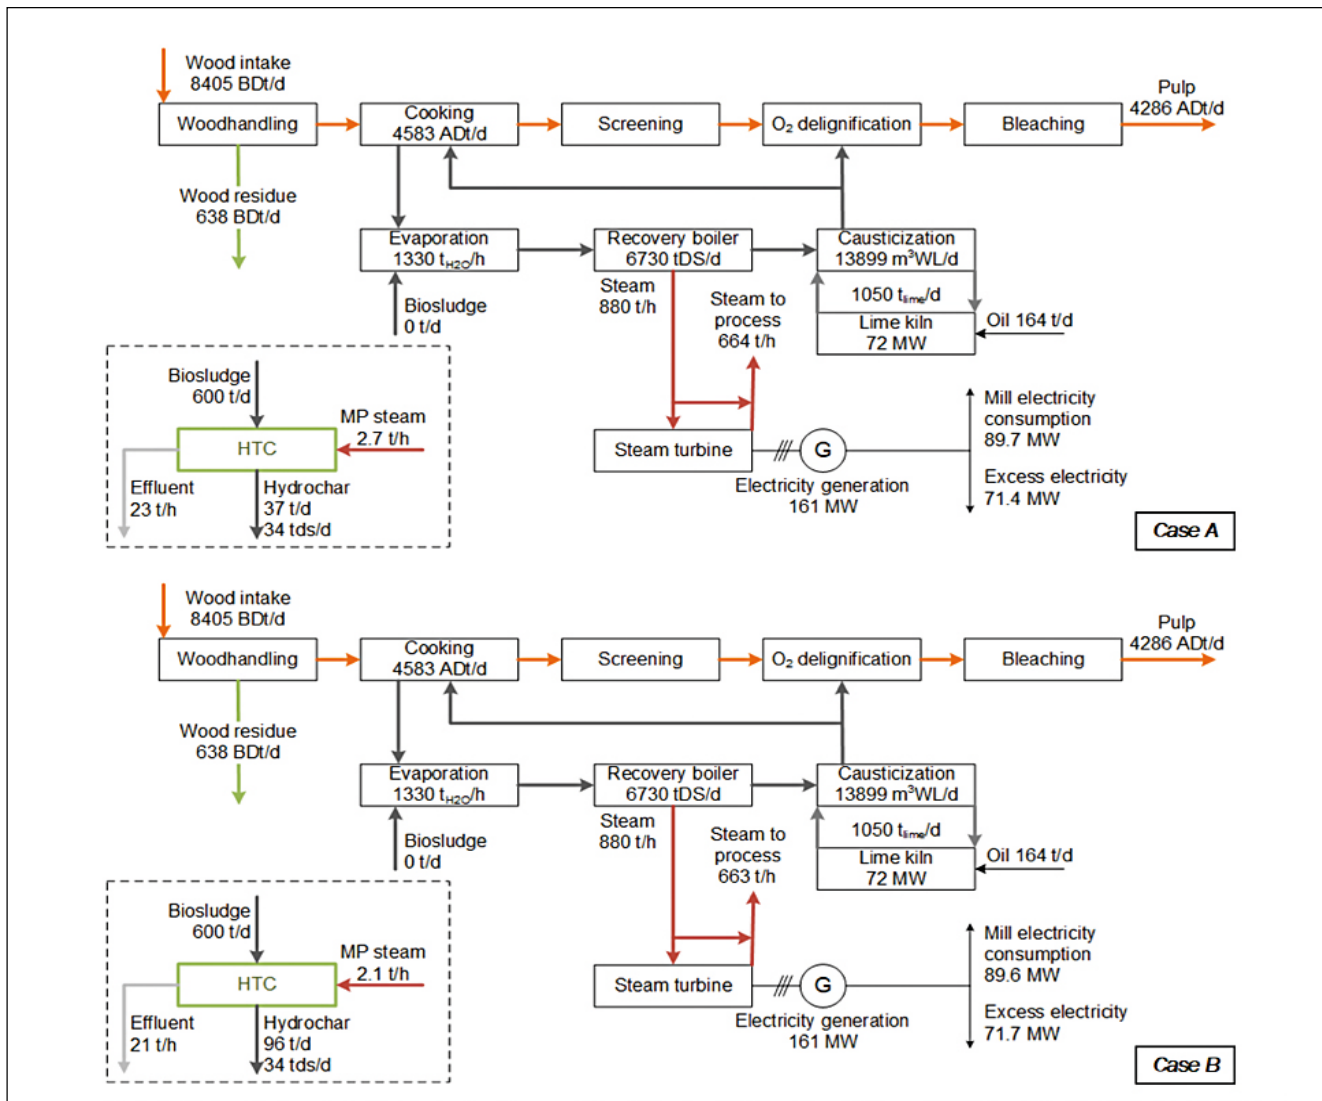 Wood intake
8405 BDt/d
Woodhandling
Cooking
4583 ADt/d
Screening
O₂ delignification
Bleaching
Pulp
4286 ADt/d
Wood residue
638 BDt/d
Evaporation
1330 tH2O/h
Recovery boiler
6730 tDS/d
Causticization
13899 m³WL/d
Biosludge
0 t/d
Steam
880 t/h
Steam to
process
664 t/h
1050 tlime/d
Lime kiln
72 MW
Oil 164 t/d
Biosludge
600 t/d
HTC
MP steam
2.7 t/h
Effluent
23 t/h
Hydrochar
37 t/d
34 tds/d
Steam turbine
G
Electricity generation
161 MW
Mill electricity
consumption
89.7 MW
Excess electricity
71.4 MW
Case A
Wood intake
8405 BDt/d
Woodhandling
Cooking
4583 ADt/d
Screening
O₂ delignification
Bleaching
Pulp
4286 ADt/d
Wood residue
638 BDt/d
Evaporation
1330 tH2O/h
Recovery boiler
6730 tDS/d
Causticization
13899 m³WL/d
Biosludge
0 t/d
Steam
880 t/h
Steam to
process
663 t/h
1050 tlime/d
Lime kiln
72 MW
Oil 164 t/d
Biosludge
600 t/d
HTC
MP steam
2.1 t/h
Effluent
21 t/h
Hydrochar
96 t/d
34 tds/d
Steam turbine
G
Electricity generation
161 MW
Mill electricity
consumption
89.6 MW
Excess electricity
71.7 MW
Case B